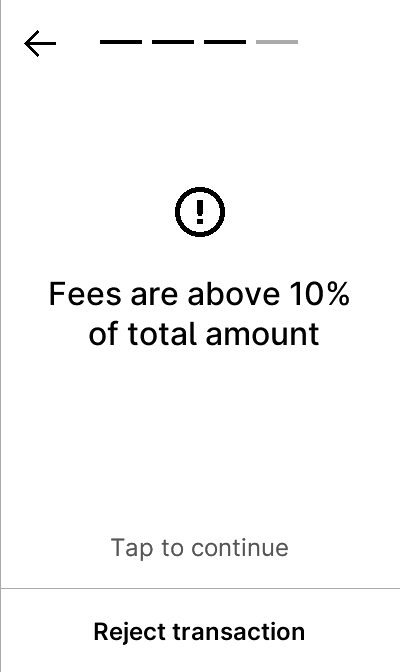 Fees are above 10%
of total amount
Tap to continue
Reject transaction